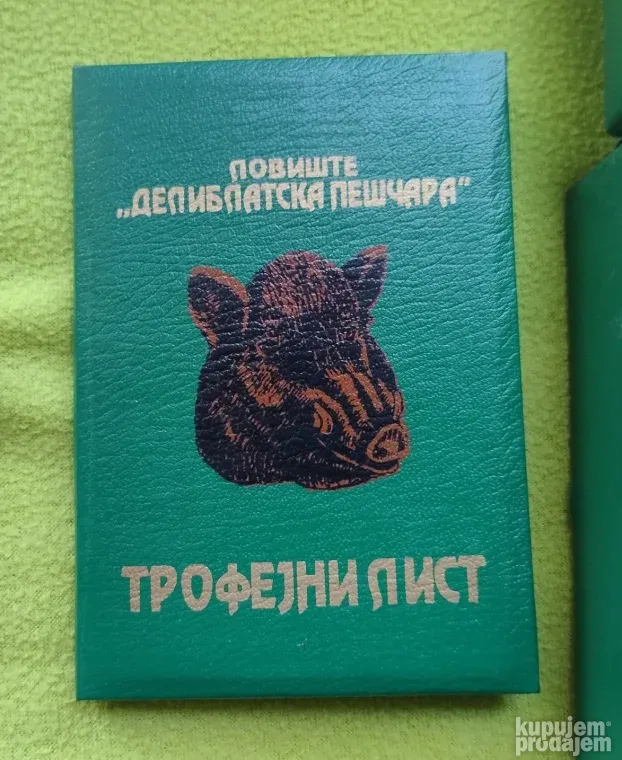 ЛОВИШТЕ
„ДЕЛИБЛАТСКА ПЕШЧАРА"
ТРОФЕЈНИ ЛИСТ
kupujem
prodajem